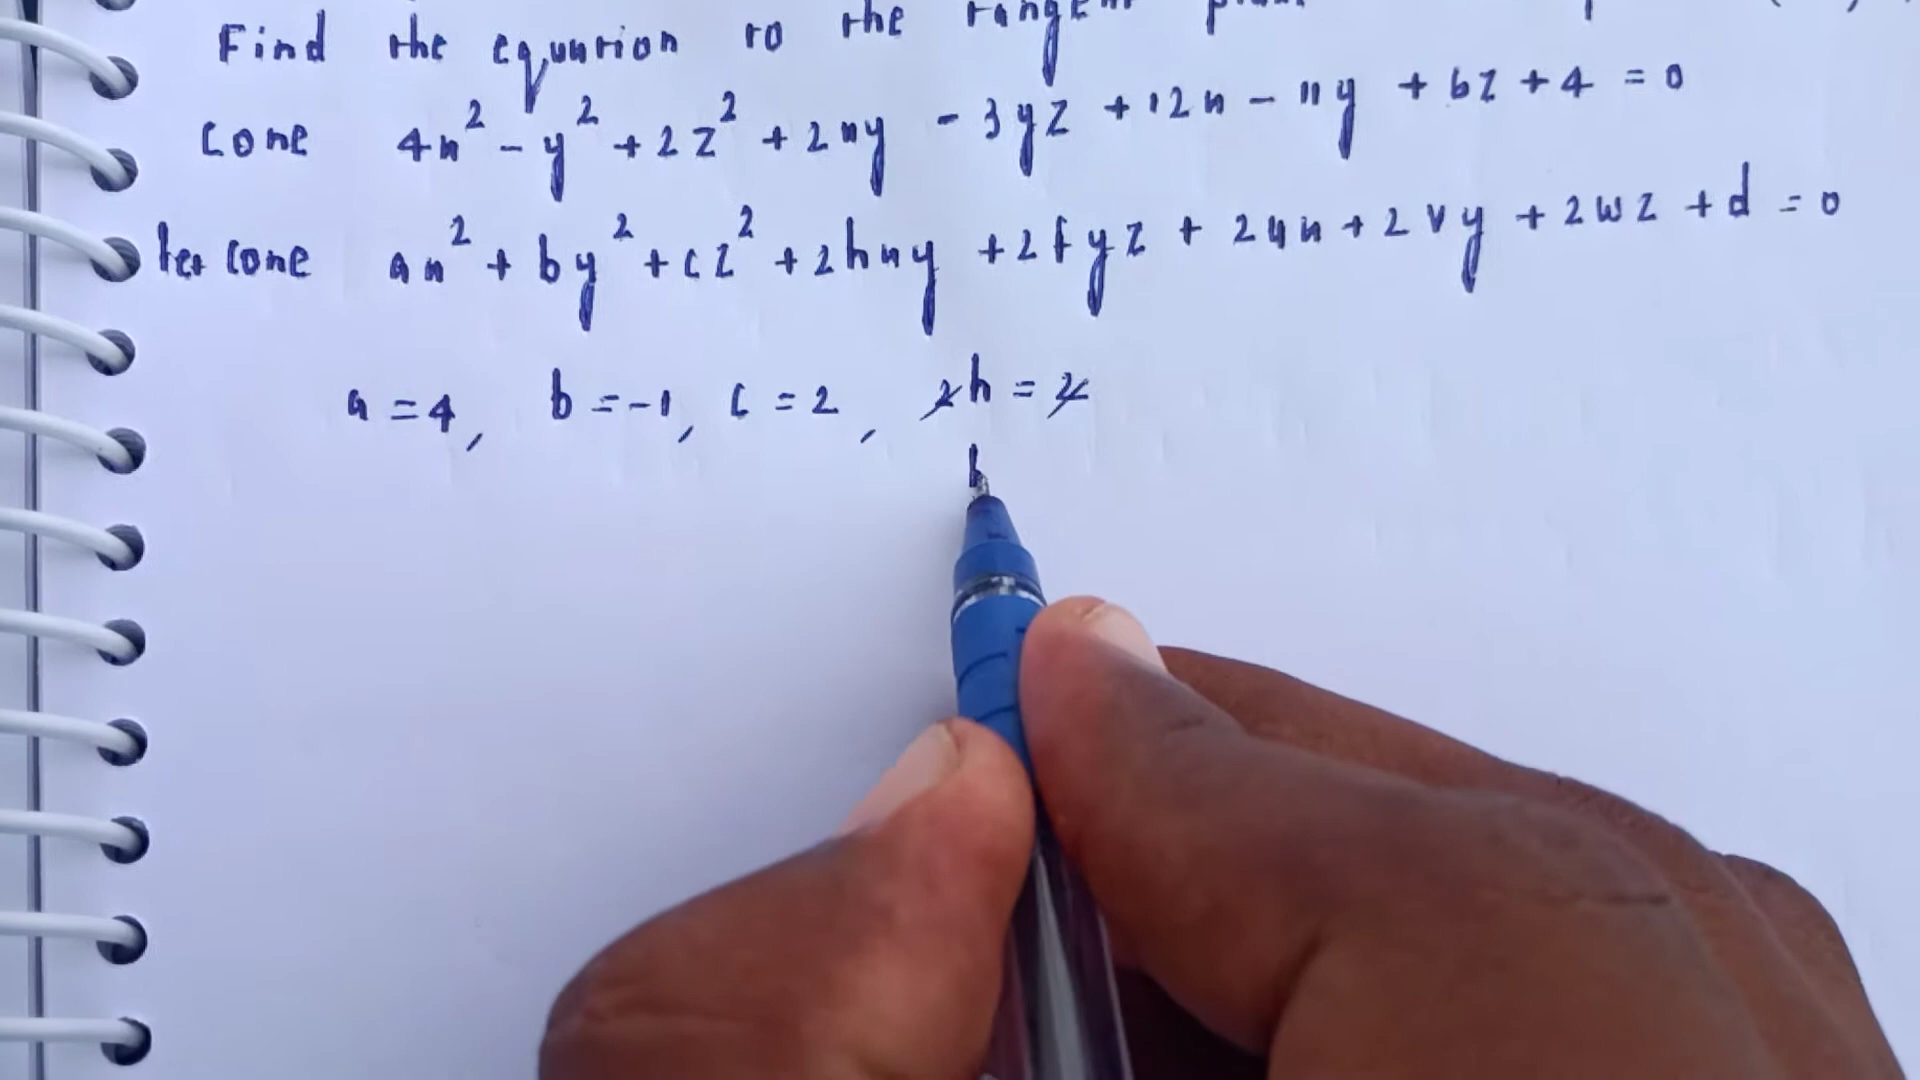 Find the equation to the tangent
cone 4x² - y² + 2z² + 2xy - 3yz + 12x - 11y + 6z + 4 = 0
let cone ax² + by² + cz² + 2hxy + 2fyz + 2ux + 2vy + 2wz + d = 0
a = 4, b = -1, c = 2, 2h = 2
h